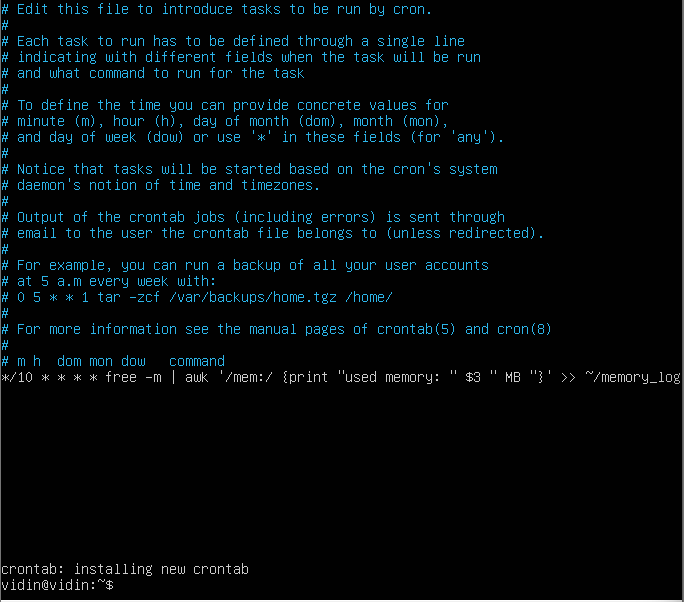 # Edit this file to introduce tasks to be run by cron.
#
# Each task to run has to be defined through a single line
# indicating with different fields when the task will be run
# and what command to run for the task
#
# To define the time you can provide concrete values for
# minute (m), hour (h), day of month (dom), month (mon),
# and day of week (dow) or use '*' in these fields (for 'any').
#
# Notice that tasks will be started based on the cron's system
# daemon's notion of time and timezones.
#
# Output of the crontab jobs (including errors) is sent through
# email to the user the crontab file belongs to (unless redirected).
#
# For example, you can run a backup of all your user accounts
# at 5 a.m every week with:
# 0 5 * * 1 tar -zcf /var/backups/home.tgz /home/
#
# For more information see the manual pages of crontab(5) and cron(8)
#
# m h  dom mon dow   command
*/10 * * * * free -m | awk '/mem:/ {print "used memory: " $3 " MB "}' >> ~/memory_log
crontab: installing new crontab
vidin@vidin:~$